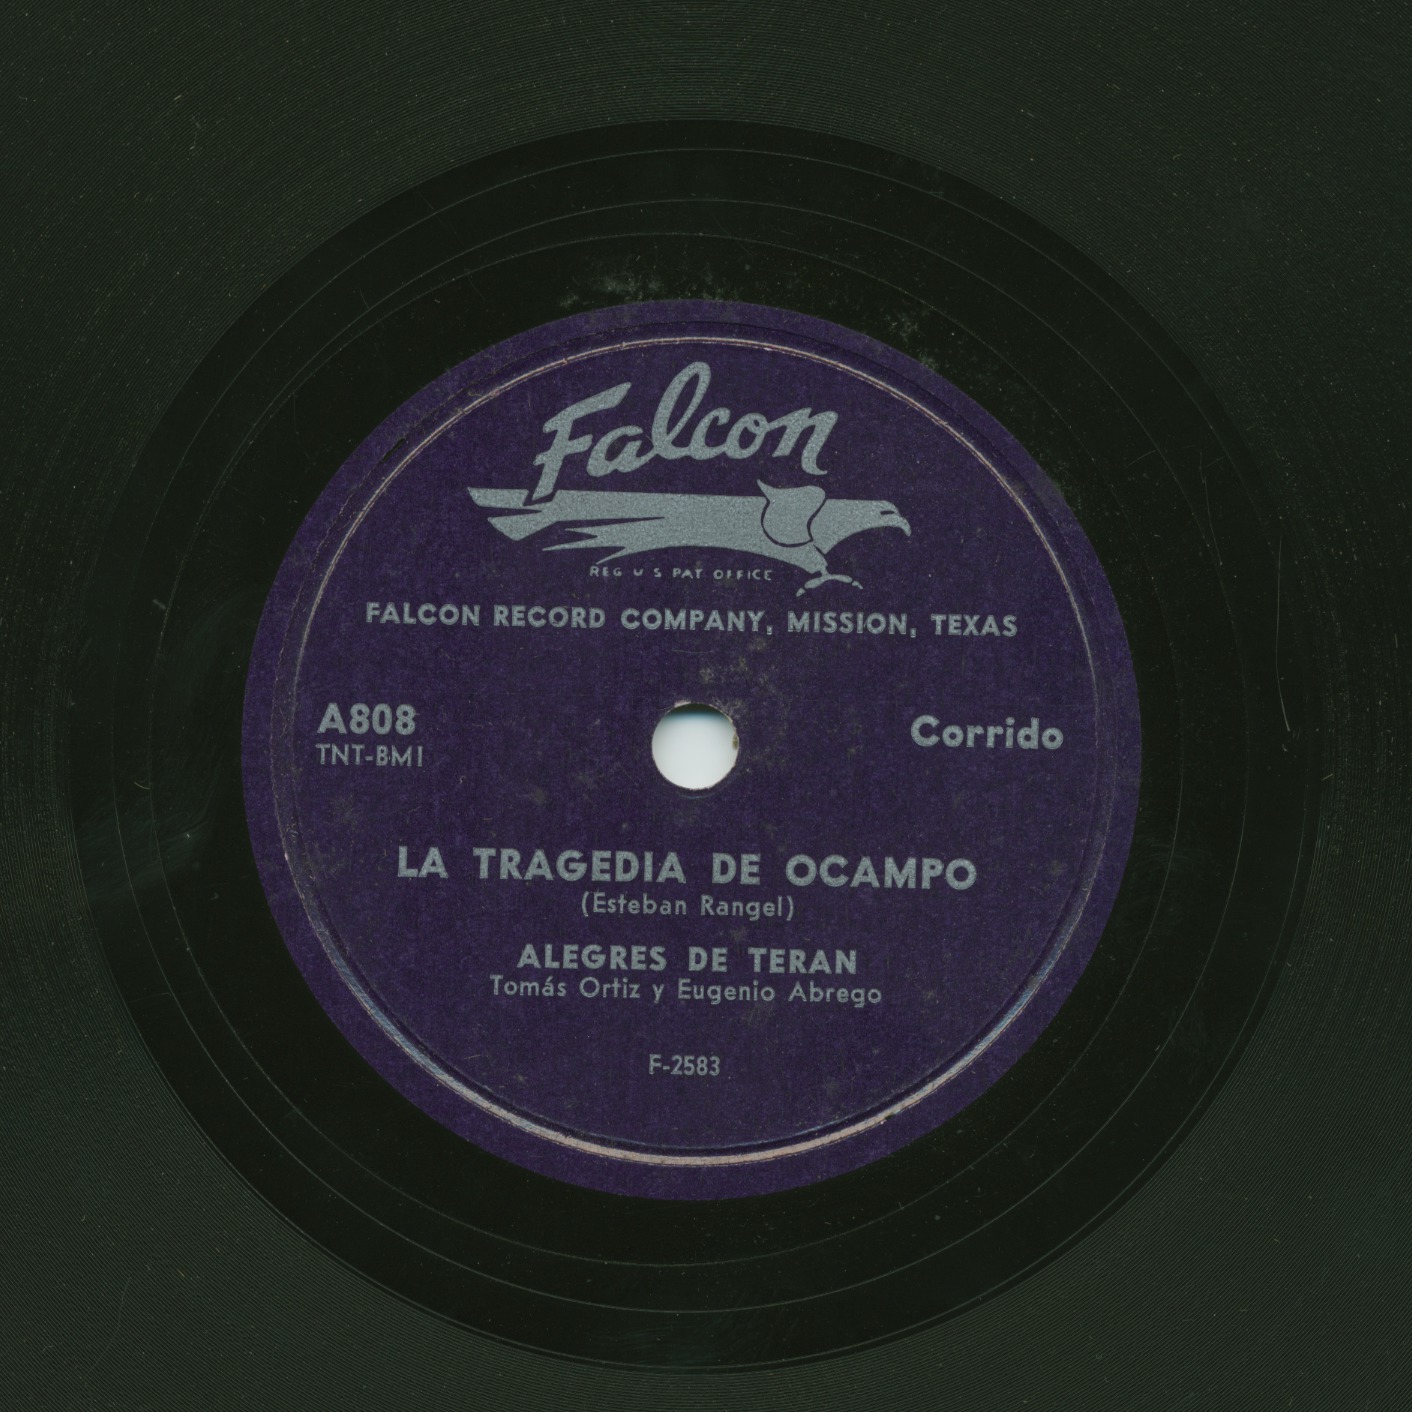 Falcon
REG U S PAT OFFICE
FALCON RECORD COMPANY, MISSION, TEXAS
A808
Corrido
TNT-BMI
LA TRAGEDIA DE OCAMPO
(Esteban Rangel)
ALEGRES DE TERAN
Tomás Ortiz y Eugenio Abrego
F-2583